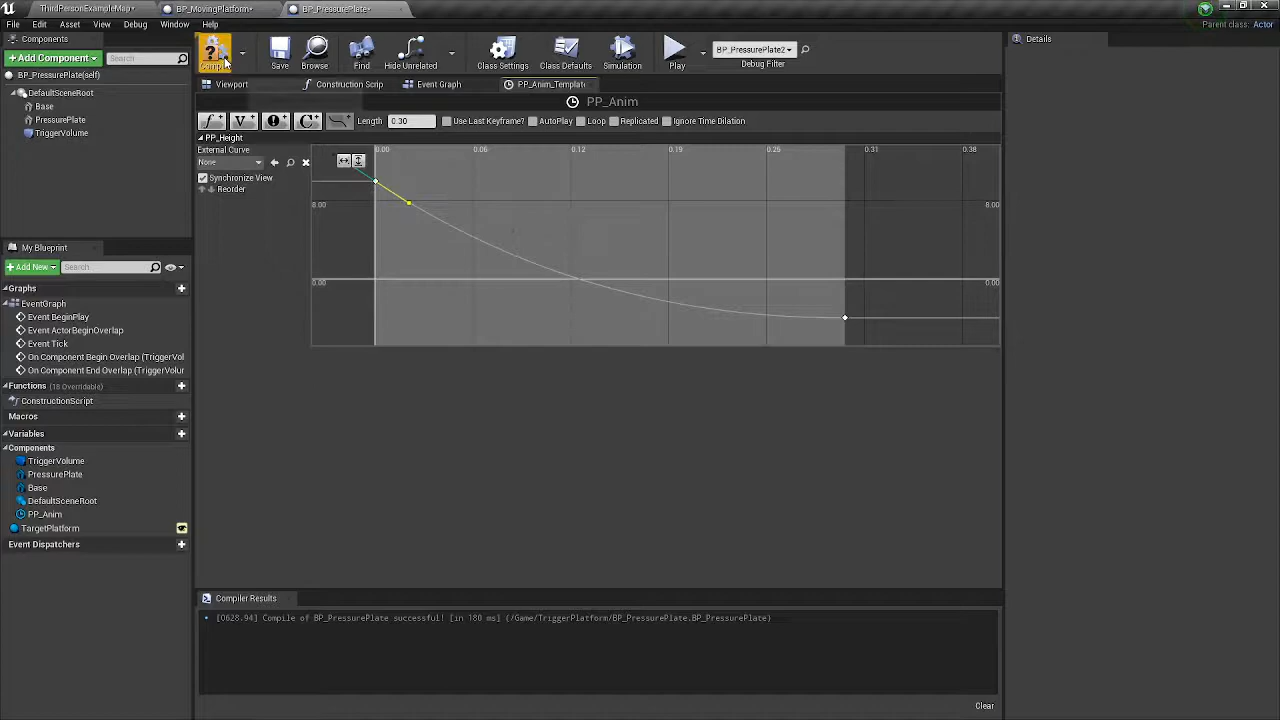 ThirdPersonExampleMap*
BP_MovingPlatform*
BP_PressurePlate*
File Edit Asset View Debug Window Help
Parent class: Actor
Components
+ Add Component
Search
BP_PressurePlate(self)
DefaultSceneRoot
Base
PressurePlate
TriggerVolume
Compile
Save
Browse
Find
Hide Unrelated
Class Settings
Class Defaults
Simulation
Play
BP_PressurePlate2
Debug Filter
Details
Viewport
Construction Scrip
Event Graph
PP_Anim_Template
PP_Anim
Length 0.30 Use Last Keyframe? AutoPlay Loop Replicated Ignore Time Dilation
PP_Height
External Curve
None
Synchronize View
Reorder
0.00 0.06 0.12 0.19 0.25 0.31 0.38
8.00 8.00
0.00 0.00
My Blueprint
+ Add New
Search
Graphs
EventGraph
Event BeginPlay
Event ActorBeginOverlap
Event Tick
On Component Begin Overlap (TriggerVol
On Component End Overlap (TriggerVolur
Functions (18 Overridable)
ConstructionScript
Macros
Variables
Components
TriggerVolume
PressurePlate
Base
DefaultSceneRoot
PP_Anim
TargetPlatform
Event Dispatchers
Compiler Results
[0628.94] Compile of BP_PressurePlate successful! [in 180 ms] (/Game/TriggerPlatform/BP_PressurePlate.BP_PressurePlate)
Clear